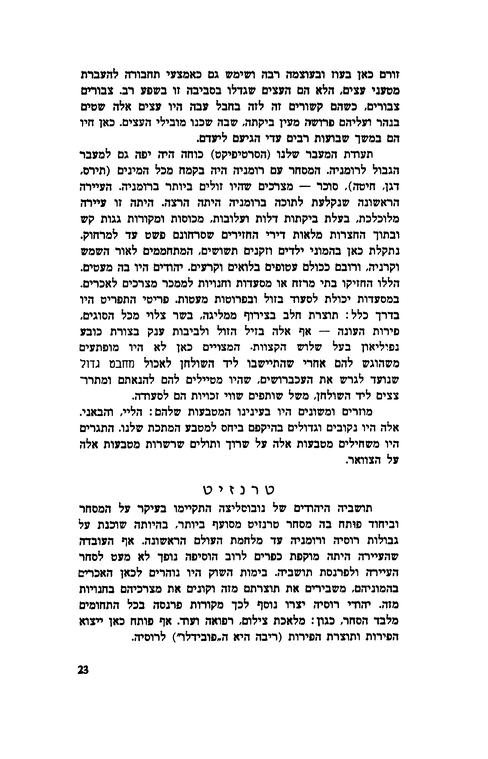 זורם כאן בעוז ובעוצמה רבה ושימש גם כאמצעי תחבורה להעברת
מטעני עצים, הלא הם העצים שגדלו בסביבה זו בשפע רב. צבורים
צבורים, כשהם קשורים זה לזה בחבל עבה היו עצים אלה שטים
בנהר ועליהם פרושה מעין ביקתה, שבה שכנו מובילי העצים. כאן חיו
הם במשך שבועות רבים עדי הגיעם ליעדם.
תעודת המעבר שלנו (הסרטיפיקט) כוחה היה יפה גם למעבר
הגבול לרומניה. המסחר עם רומניה היה בקמח מכל המינים (תירס,
דגן, חיטה), סוכר — מצרכים שהיו זולים ביותר ברומניה. העיירה
הראשונה שנקלעת לתוכה ברומניה היתה הרצה. היתה זו עיירה
מלוכלכת, בעלת ביקתות דלות ועלובות, מכוסות ומקורות גגות קש
ובתוך החצרות מלאות דירי החזירים שסרחונם פשט עד למרחוק.
נתקלת כאן בהמוני ילדים וזקנים תשושים, המתחממים לאור השמש
וקרניה, ורובם ככולם עטופים בלואים וקרעים. יהודים היו בה מעטים.
הללו החזיקו בתי מרזח או מסעדות וחנויות לממכר מצרכים לאכרים.
במסעדות יכולת לסעוד בזול ובפרוטות מעטות. פריטי התפריט היו
בדרך כלל: תוצרת חלב בצירוף ממליגה, בשר צלוי מכל הסוגים,
פירות העונה — אף אלה בזיל הזול ולביבות ענק בצורת כובע
נפוליאון בעל שלוש הקצוות. המצויים כאן לא היו מופתעים
משהוגש להם אחרי שהתיישבו ליד השולחן לאכול מחבט גדול
שנועד לגרש את העכברושים, שהיו מטיילים להם להנאתם ומתרו־
צצים ליד השולחן, משל שותפים שווי זכויות הם לסעודה.
מוזרים ומשונים היו בעינינו המטבעות שלהם: הליי, והבאני.
אלה היו נקובים וגדולים בהיקפם ביחס למטבע המתכת שלנו. התגרים
היו משחילים מטבעות אלה על שרוך ותולים שרשרות מטבעות אלה
על הצוואר.
טרנזיט
תושביה היהודים של נובוסליצה התקיימו בעיקר על המסחר
וביחוד פותח בה מסחר טרנזיט מסועף ביותר, בהיותה שוכנת על
גבולות רוסיה ורומניה עד מלחמת העולם הראשונה. אף העובדה
שהעיירה היתה מוקפת כפרים לרוב הוסיפה נופך לא מעט לסחר
העיירה ולפרנסת תושביה. בימות השוק היו נוהרים לכאן האכרים
בהמוניהם, משבירים את תוצרתם מזה וקונים את מצרכיהם בחנויות
מזה. יהודי רוסיה יצרו נוסף לכך מקורות פרנסה בכל התחומים
מלבד הסחר, כגון: מלאכת צילום, רפואה ועוד. אף פותח כאן ייצוא
הפירות ותוצרת הפירות (ריבה היא ה„פובידלר״) לרוסיה.
23